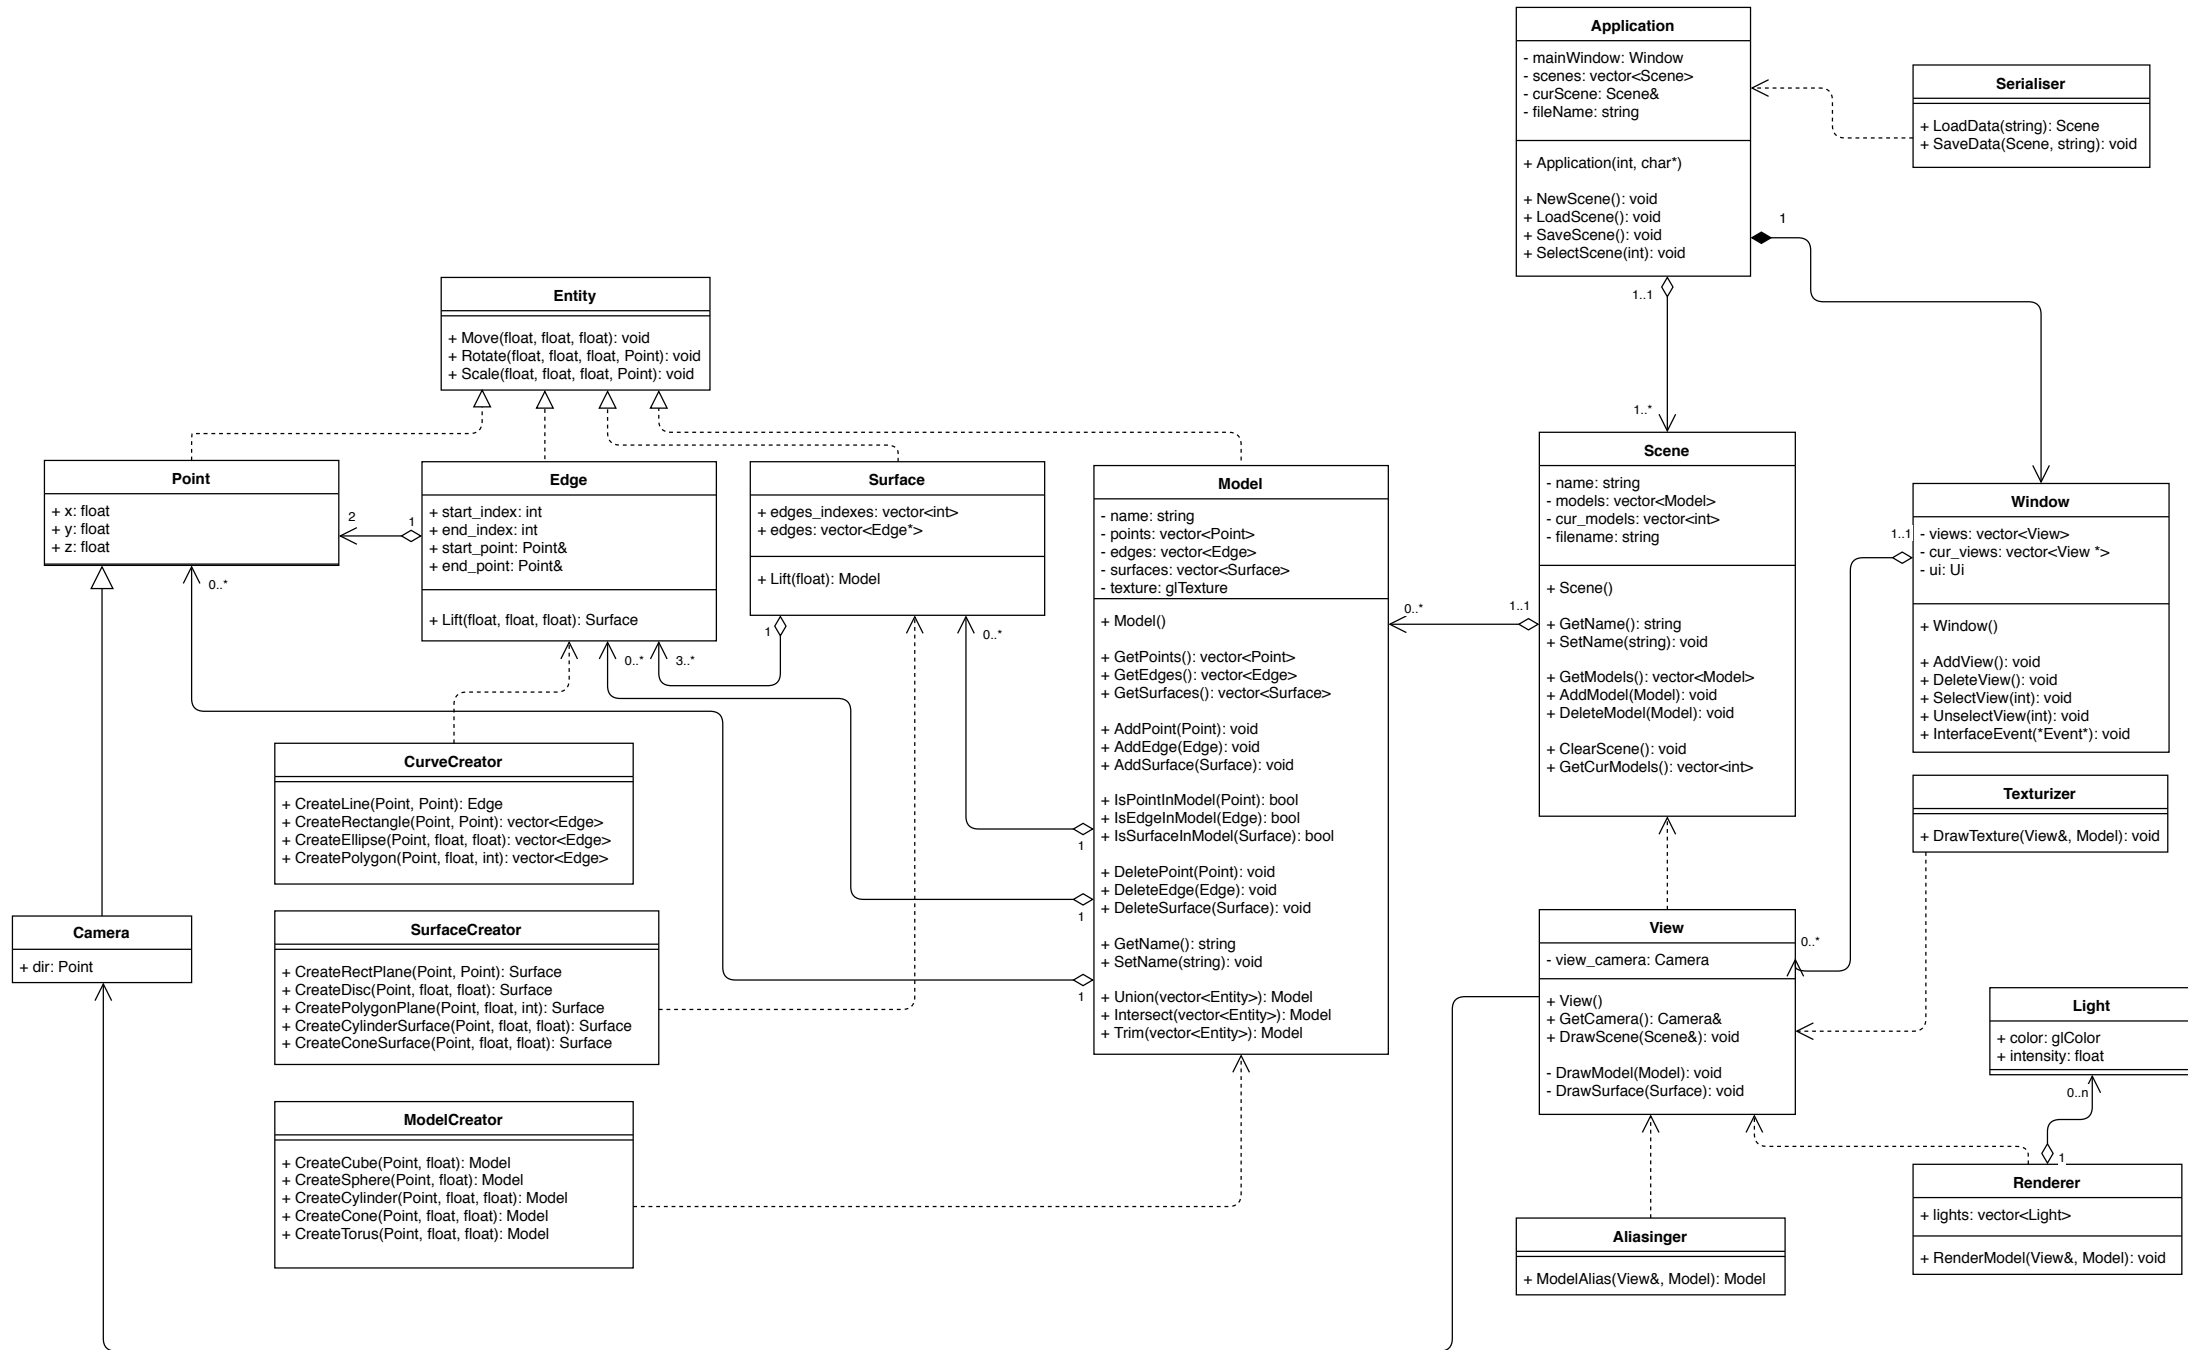 Application
- mainWindow: Window
- scenes: vector<Scene>
- curScene: Scene&
- fileName: string
+ Application(int, char*)
+ NewScene(): void
+ LoadScene(): void
+ SaveScene(): void
+ SelectScene(int): void
Serialiser
+ LoadData(string): Scene
+ SaveData(Scene, string): void
1
1..1
1..*
Entity
+ Move(float, float, float): void
+ Rotate(float, float, float, Point): void
+ Scale(float, float, float, Point): void
Point
+ x: float
+ y: float
+ z: float
2
1
0..*
Edge
+ start_index: int
+ end_index: int
+ start_point: Point&
+ end_point: Point&
+ Lift(float, float, float): Surface
0..*
3..*
Surface
+ edges_indexes: vector<int>
+ edges: vector<Edge*>
+ Lift(float): Model
1
0..*
Model
- name: string
- points: vector<Point>
- edges: vector<Edge>
- surfaces: vector<Surface>
- texture: glTexture
+ Model()
+ GetPoints(): vector<Point>
+ GetEdges(): vector<Edge>
+ GetSurfaces(): vector<Surface>
+ AddPoint(Point): void
+ AddEdge(Edge): void
+ AddSurface(Surface): void
+ IsPointInModel(Point): bool
+ IsEdgeInModel(Edge): bool
+ IsSurfaceInModel(Surface): bool
+ DeletePoint(Point): void
+ DeleteEdge(Edge): void
+ DeleteSurface(Surface): void
+ GetName(): string
+ SetName(string): void
+ Union(vector<Entity>): Model
+ Intersect(vector<Entity>): Model
+ Trim(vector<Entity>): Model
1
1
1
0..*
1..1
Scene
- name: string
- models: vector<Model>
- cur_models: vector<int>
- filename: string
+ Scene()
+ GetName(): string
+ SetName(string): void
+ GetModels(): vector<Model>
+ AddModel(Model): void
+ DeleteModel(Model): void
+ ClearScene(): void
+ GetCurModels(): vector<int>
1..1
Window
- views: vector<View>
- cur_views: vector<View *>
- ui: Ui
+ Window()
+ AddView(): void
+ DeleteView(): void
+ SelectView(int): void
+ UnselectView(int): void
+ InterfaceEvent(*Event*): void
Texturizer
+ DrawTexture(View&, Model): void
CurveCreator
+ CreateLine(Point, Point): Edge
+ CreateRectangle(Point, Point): vector<Edge>
+ CreateEllipse(Point, float, float): vector<Edge>
+ CreatePolygon(Point, float, int): vector<Edge>
Camera
+ dir: Point
SurfaceCreator
+ CreateRectPlane(Point, Point): Surface
+ CreateDisc(Point, float, float): Surface
+ CreatePolygonPlane(Point, float, int): Surface
+ CreateCylinderSurface(Point, float, float): Surface
+ CreateConeSurface(Point, float, float): Surface
ModelCreator
+ CreateCube(Point, float): Model
+ CreateSphere(Point, float): Model
+ CreateCylinder(Point, float, float): Model
+ CreateCone(Point, float, float): Model
+ CreateTorus(Point, float, float): Model
View
- view_camera: Camera
+ View()
+ GetCamera(): Camera&
+ DrawScene(Scene&): void
- DrawModel(Model): void
- DrawSurface(Surface): void
0..*
Light
+ color: glColor
+ intensity: float
0..n
1
Renderer
+ lights: vector<Light>
+ RenderModel(View&, Model): void
Aliasinger
+ ModelAlias(View&, Model): Model